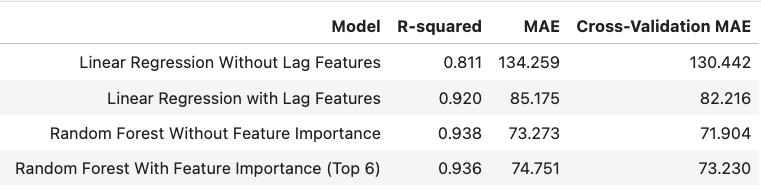 Model R-squared MAE Cross-Validation MAE
Linear Regression Without Lag Features 0.811 134.259 130.442
Linear Regression with Lag Features 0.920 85.175 82.216
Random Forest Without Feature Importance 0.938 73.273 71.904
Random Forest With Feature Importance (Top 6) 0.936 74.751 73.230